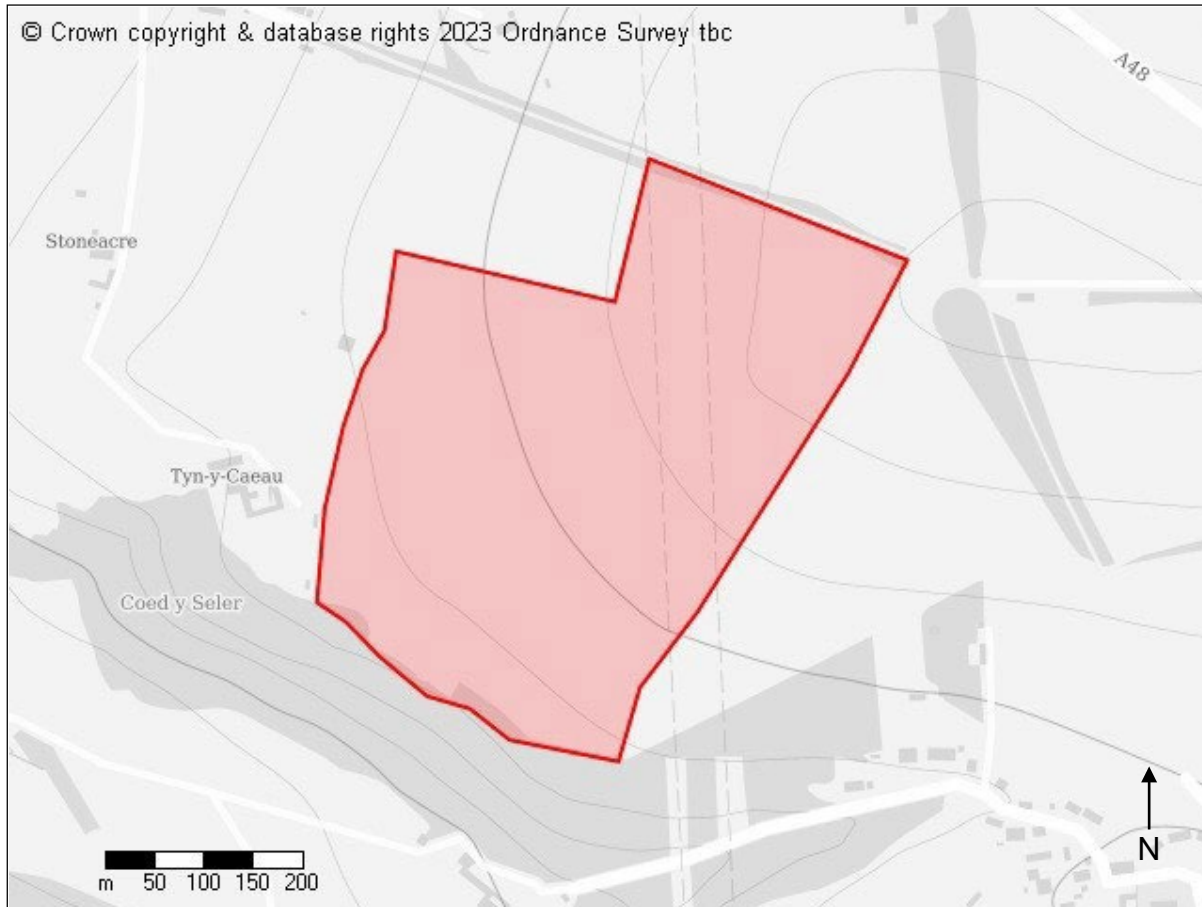 © Crown copyright & database rights 2023 Ordnance Survey tbc
A48
Stoneacre
Tyn-y-Caeau
Coed y Seler
m 50 100 150 200
N